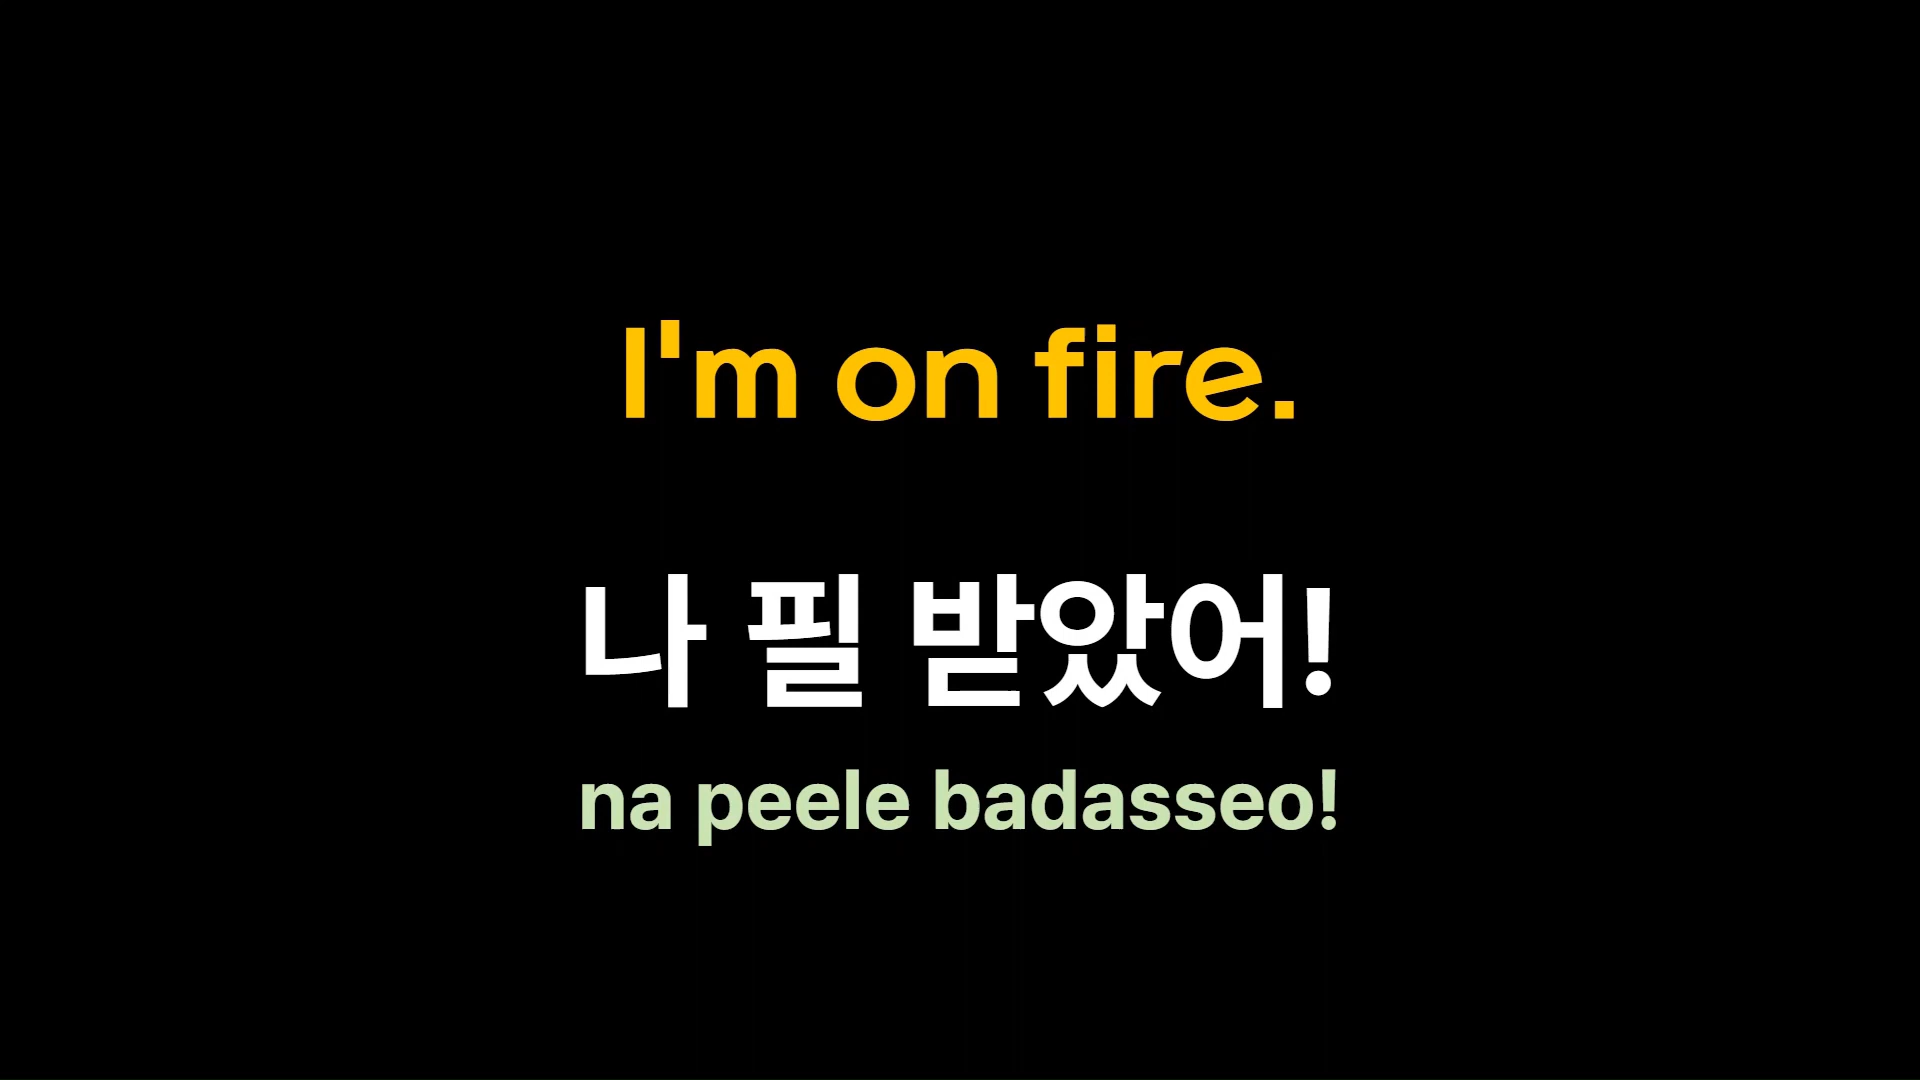 I'm on fire.
나 필 받았어!
na peele badasseo!